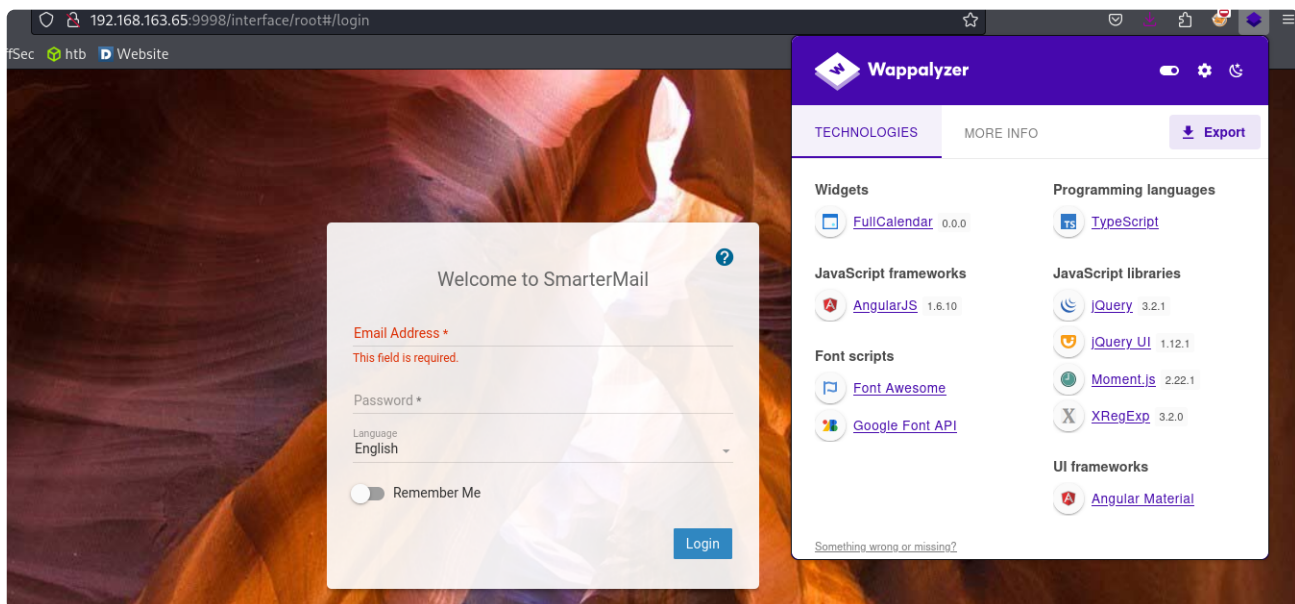 192.168.163.65:9998/interface/root#/login
fSec htb D Website
Welcome to SmarterMail
Email Address *
This field is required.
Password *
Language
English
Remember Me
Login
Wappalyzer
TECHNOLOGIES MORE INFO Export
Widgets
FullCalendar 0.0.0
JavaScript frameworks
AngularJS 1.6.10
Font scripts
Font Awesome
Google Font API
Programming languages
TS TypeScript
JavaScript libraries
jQuery 3.2.1
jQuery UI 1.12.1
Moment.js 2.22.1
X XRegExp 3.2.0
UI frameworks
Angular Material
Something wrong or missing?